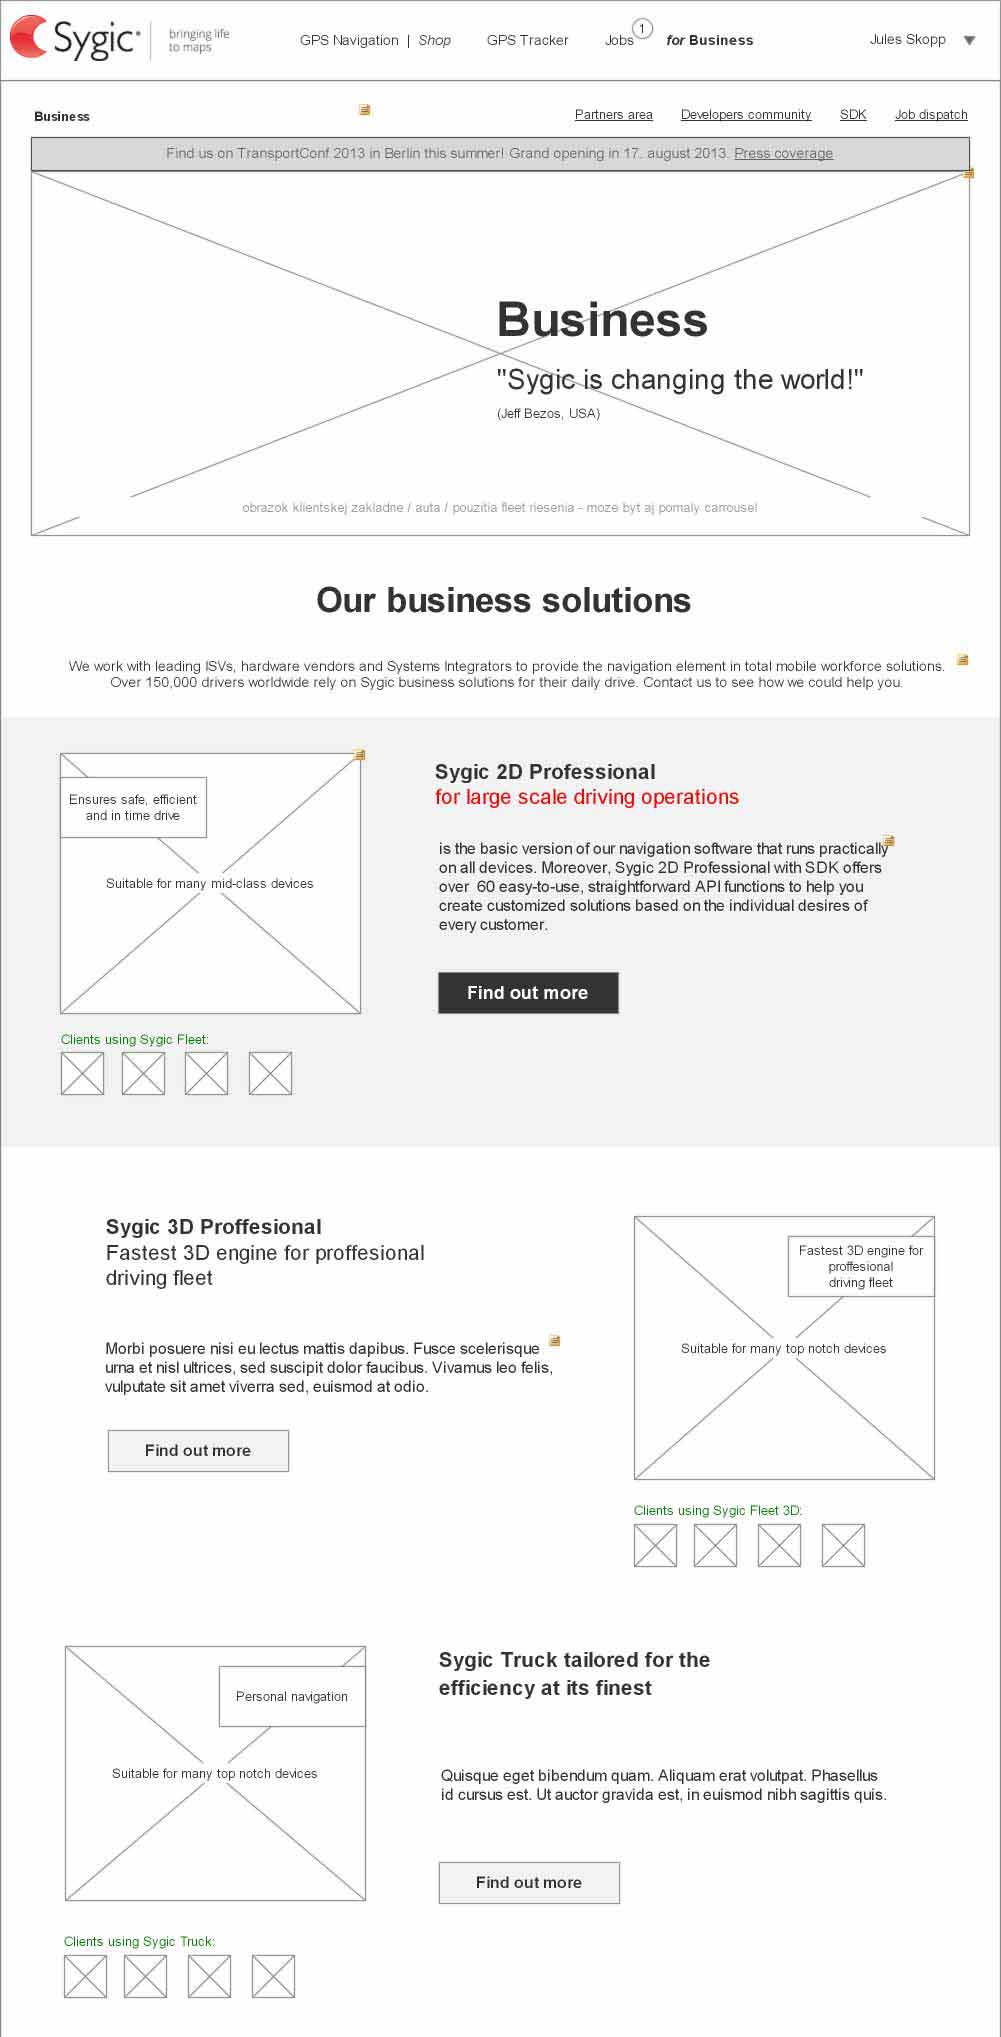 Sygic
bringing life
to maps
GPS Navigation | Shop
GPS Tracker
Jobs
1
for Business
Jules Skopp
Business
Partners area
Developers community
SDK
Job dispatch
Find us on TransportConf 2013 in Berlin this summer! Grand opening in 17. august 2013. Press coverage
Business
"Sygic is changing the world!"
(Jeff Bezos, USA)
obrazok klientskej zakladne / auta / pouzitia fleet riesenia - moze byt aj pomaly carrousel
Our business solutions
We work with leading ISVs, hardware vendors and Systems Integrators to provide the navigation element in total mobile workforce solutions.
Over 150,000 drivers worldwide rely on Sygic business solutions for their daily drive. Contact us to see how we could help you.
Ensures safe, efficient
and in time drive
Suitable for many mid-class devices
Clients using Sygic Fleet:
Sygic 2D Professional
for large scale driving operations
is the basic version of our navigation software that runs practically
on all devices. Moreover, Sygic 2D Professional with SDK offers
over 60 easy-to-use, straightforward API functions to help you
create customized solutions based on the individual desires of
every customer.
Find out more
Sygic 3D Proffesional
Fastest 3D engine for proffesional
driving fleet
Morbi posuere nisi eu lectus mattis dapibus. Fusce scelerisque
urna et nisl ultrices, sed suscipit dolor faucibus. Vivamus leo felis,
vulputate sit amet viverra sed, euismod at odio.
Find out more
Fastest 3D engine for
proffesional
driving fleet
Suitable for many top notch devices
Clients using Sygic Fleet 3D:
Personal navigation
Suitable for many top notch devices
Clients using Sygic Truck:
Sygic Truck tailored for the
efficiency at its finest
Quisque eget bibendum quam. Aliquam erat volutpat. Phasellus
id cursus est. Ut auctor gravida est, in euismod nibh sagittis quis.
Find out more